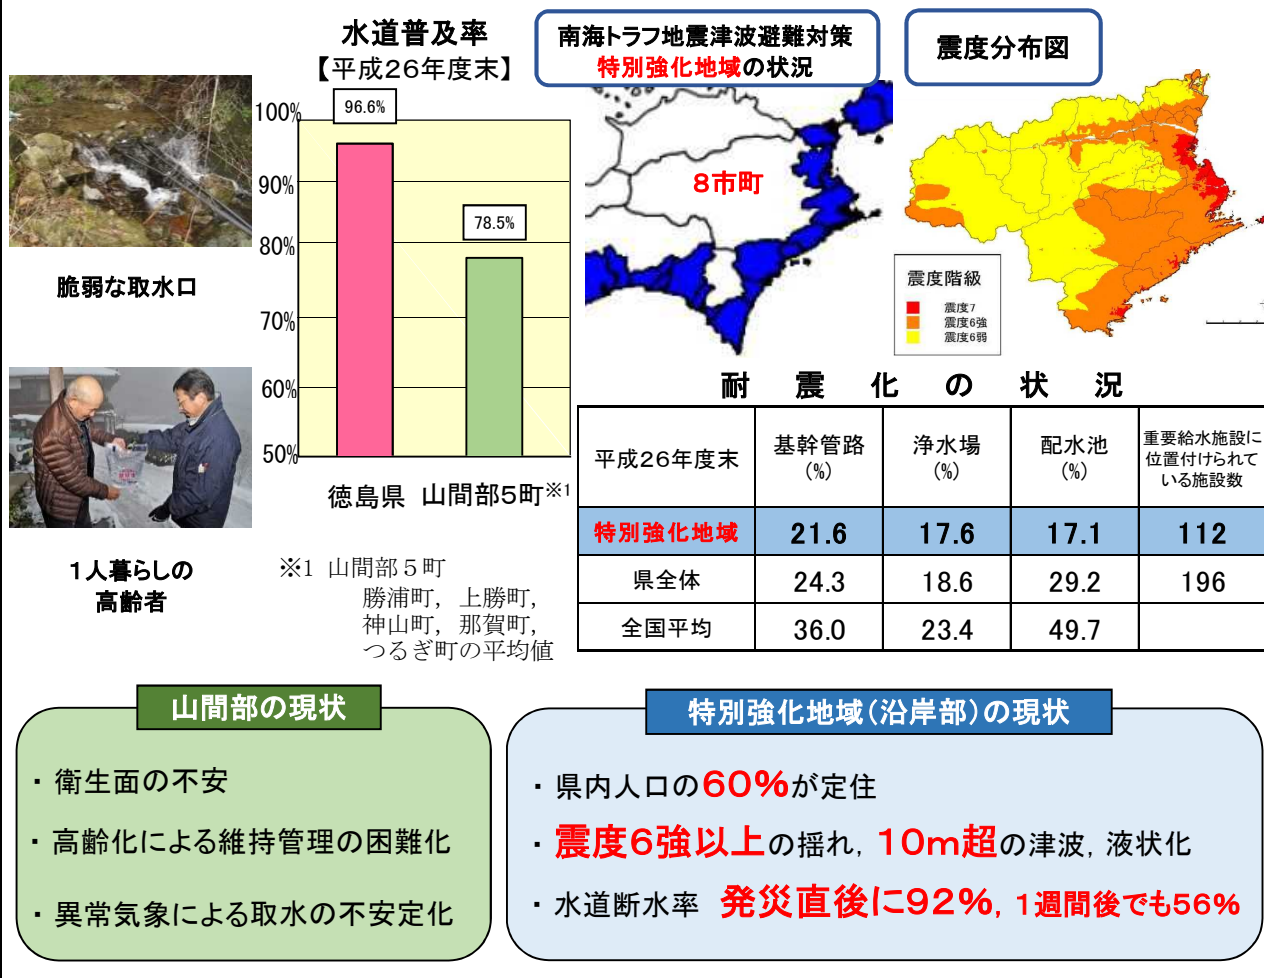 水道普及率
【平成26年度末】
100%
90%
80%
70%
60%
50%
96.6%
78.5%
徳島県 山間部5町※1
脆弱な取水口
1人暮らしの
高齢者
※1 山間部5町
勝浦町, 上勝町,
神山町, 那賀町,
つるぎ町の平均値
南海トラフ地震津波避難対策
特別強化地域の状況
8市町
震度分布図
震度階級
震度7
震度6強
震度6弱
耐震化の状況
平成26年度末 基幹管路(%) 浄水場(%) 配水池(%) 重要給水施設に位置付けられている施設数
特別強化地域 21.6 17.6 17.1 112
県全体 24.3 18.6 29.2 196
全国平均 36.0 23.4 49.7
山間部の現状
・衛生面の不安
・高齢化による維持管理の困難化
・異常気象による取水の不安定化
特別強化地域(沿岸部)の現状
・県内人口の60%が定住
・震度6強以上の揺れ, 10m超の津波, 液状化
・水道断水率 発災直後に92%, 1週間後でも56%